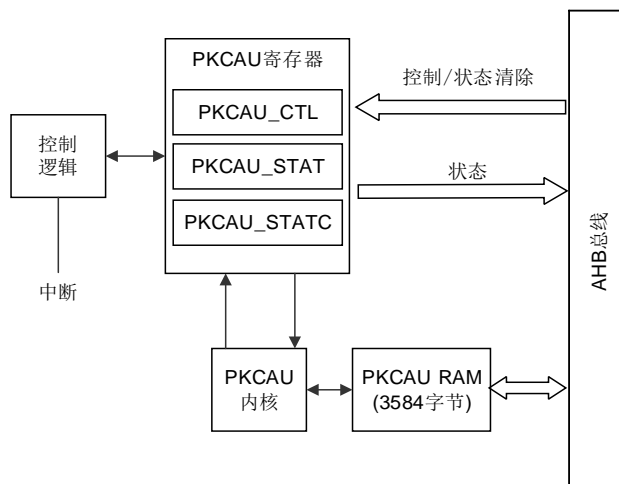 PKCAU寄存器
控制/状态清除
PKCAU_CTL
控制
逻辑
PKCAU_STAT
状态
PKCAU_STATC
AHB总线
中断
PKCAU
内核
PKCAU RAM
(3584字节)